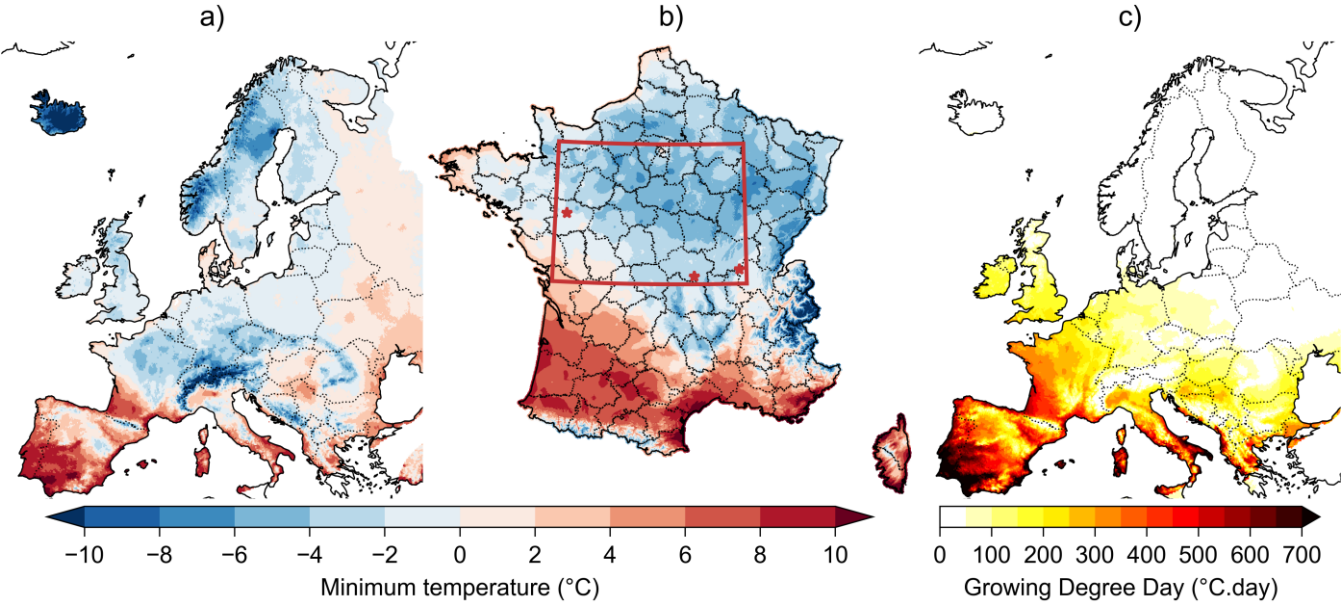 a)
b)
c)
−10 −8 −6 −4 −2 0 2 4 6 8 10
Minimum temperature (°C)
0 100 200 300 400 500 600 700
Growing Degree Day (°C.day)